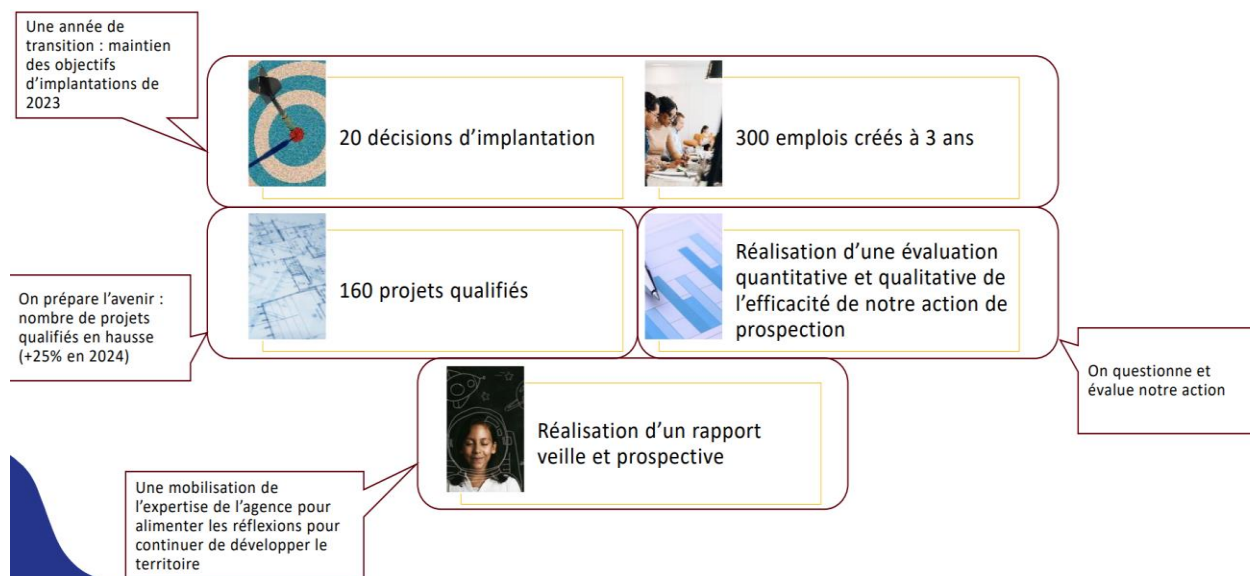 Une année de
transition : maintien
des objectifs
d’implantations de
2023
20 décisions d’implantation
300 emplois créés à 3 ans
On prépare l’avenir :
nombre de projets
qualifiés en hausse
(+25% en 2024)
160 projets qualifiés
Réalisation d’une évaluation
quantitative et qualitative de
l’efficacité de notre action de
prospection
On questionne et
évalue notre action
Réalisation d’un rapport
veille et prospective
Une mobilisation de
l’expertise de l’agence pour
alimenter les réflexions pour
continuer de développer le
territoire